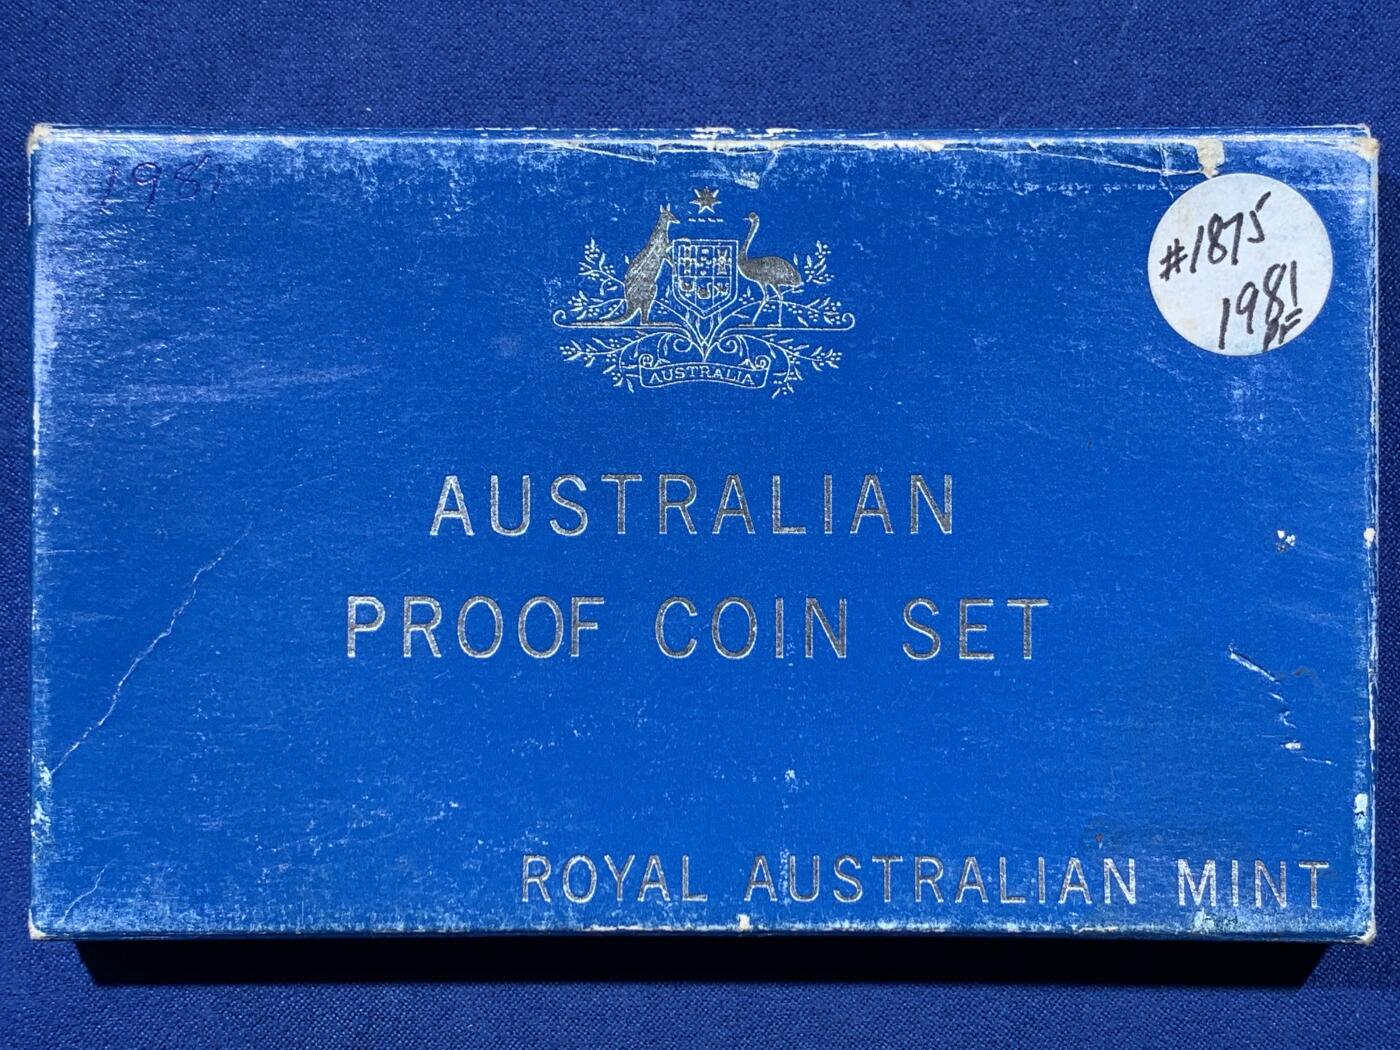 1981
#1875
1981
PF
AUSTRALIA
AUSTRALIAN
PROOF COIN SET
ROYAL AUSTRALIAN MINT